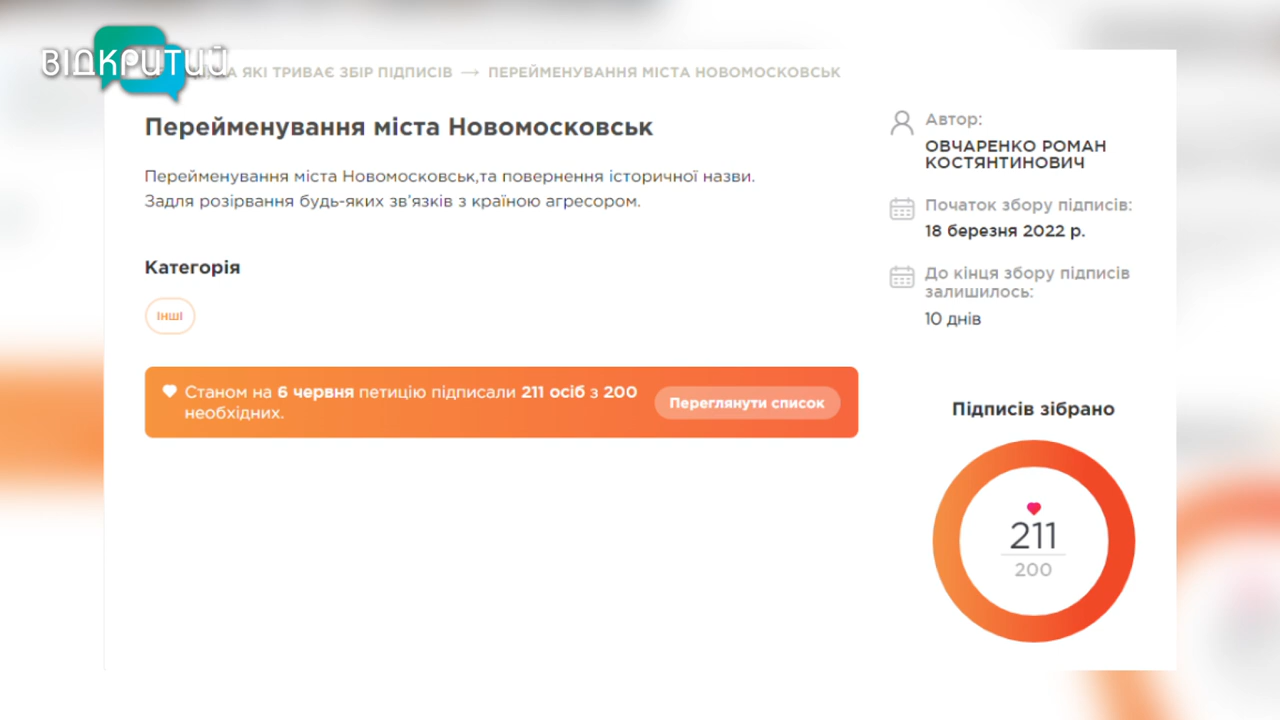 ВІДКРИТИЙ
ЯКІ ТРИВАЄ ЗБІР ПІДПИСІВ → ПЕРЕЙМЕНУВАННЯ МІСТА НОВОМОСКОВСЬК
Перейменування міста Новомосковськ
Перейменування міста Новомосковськ,та повернення історичної назви.
Задля розірвання будь-яких зв’язків з країною агресором.
Категорія
ІНШІ
Станом на 6 червня петицію підписали 211 осіб з 200
необхідних.
Переглянути список
Автор:
ОВЧАРЕНКО РОМАН
КОСТЯНТИНОВИЧ
Початок збору підписів:
18 березня 2022 р.
До кінця збору підписів
залишилось:
10 днів
Підписів зібрано
211
200